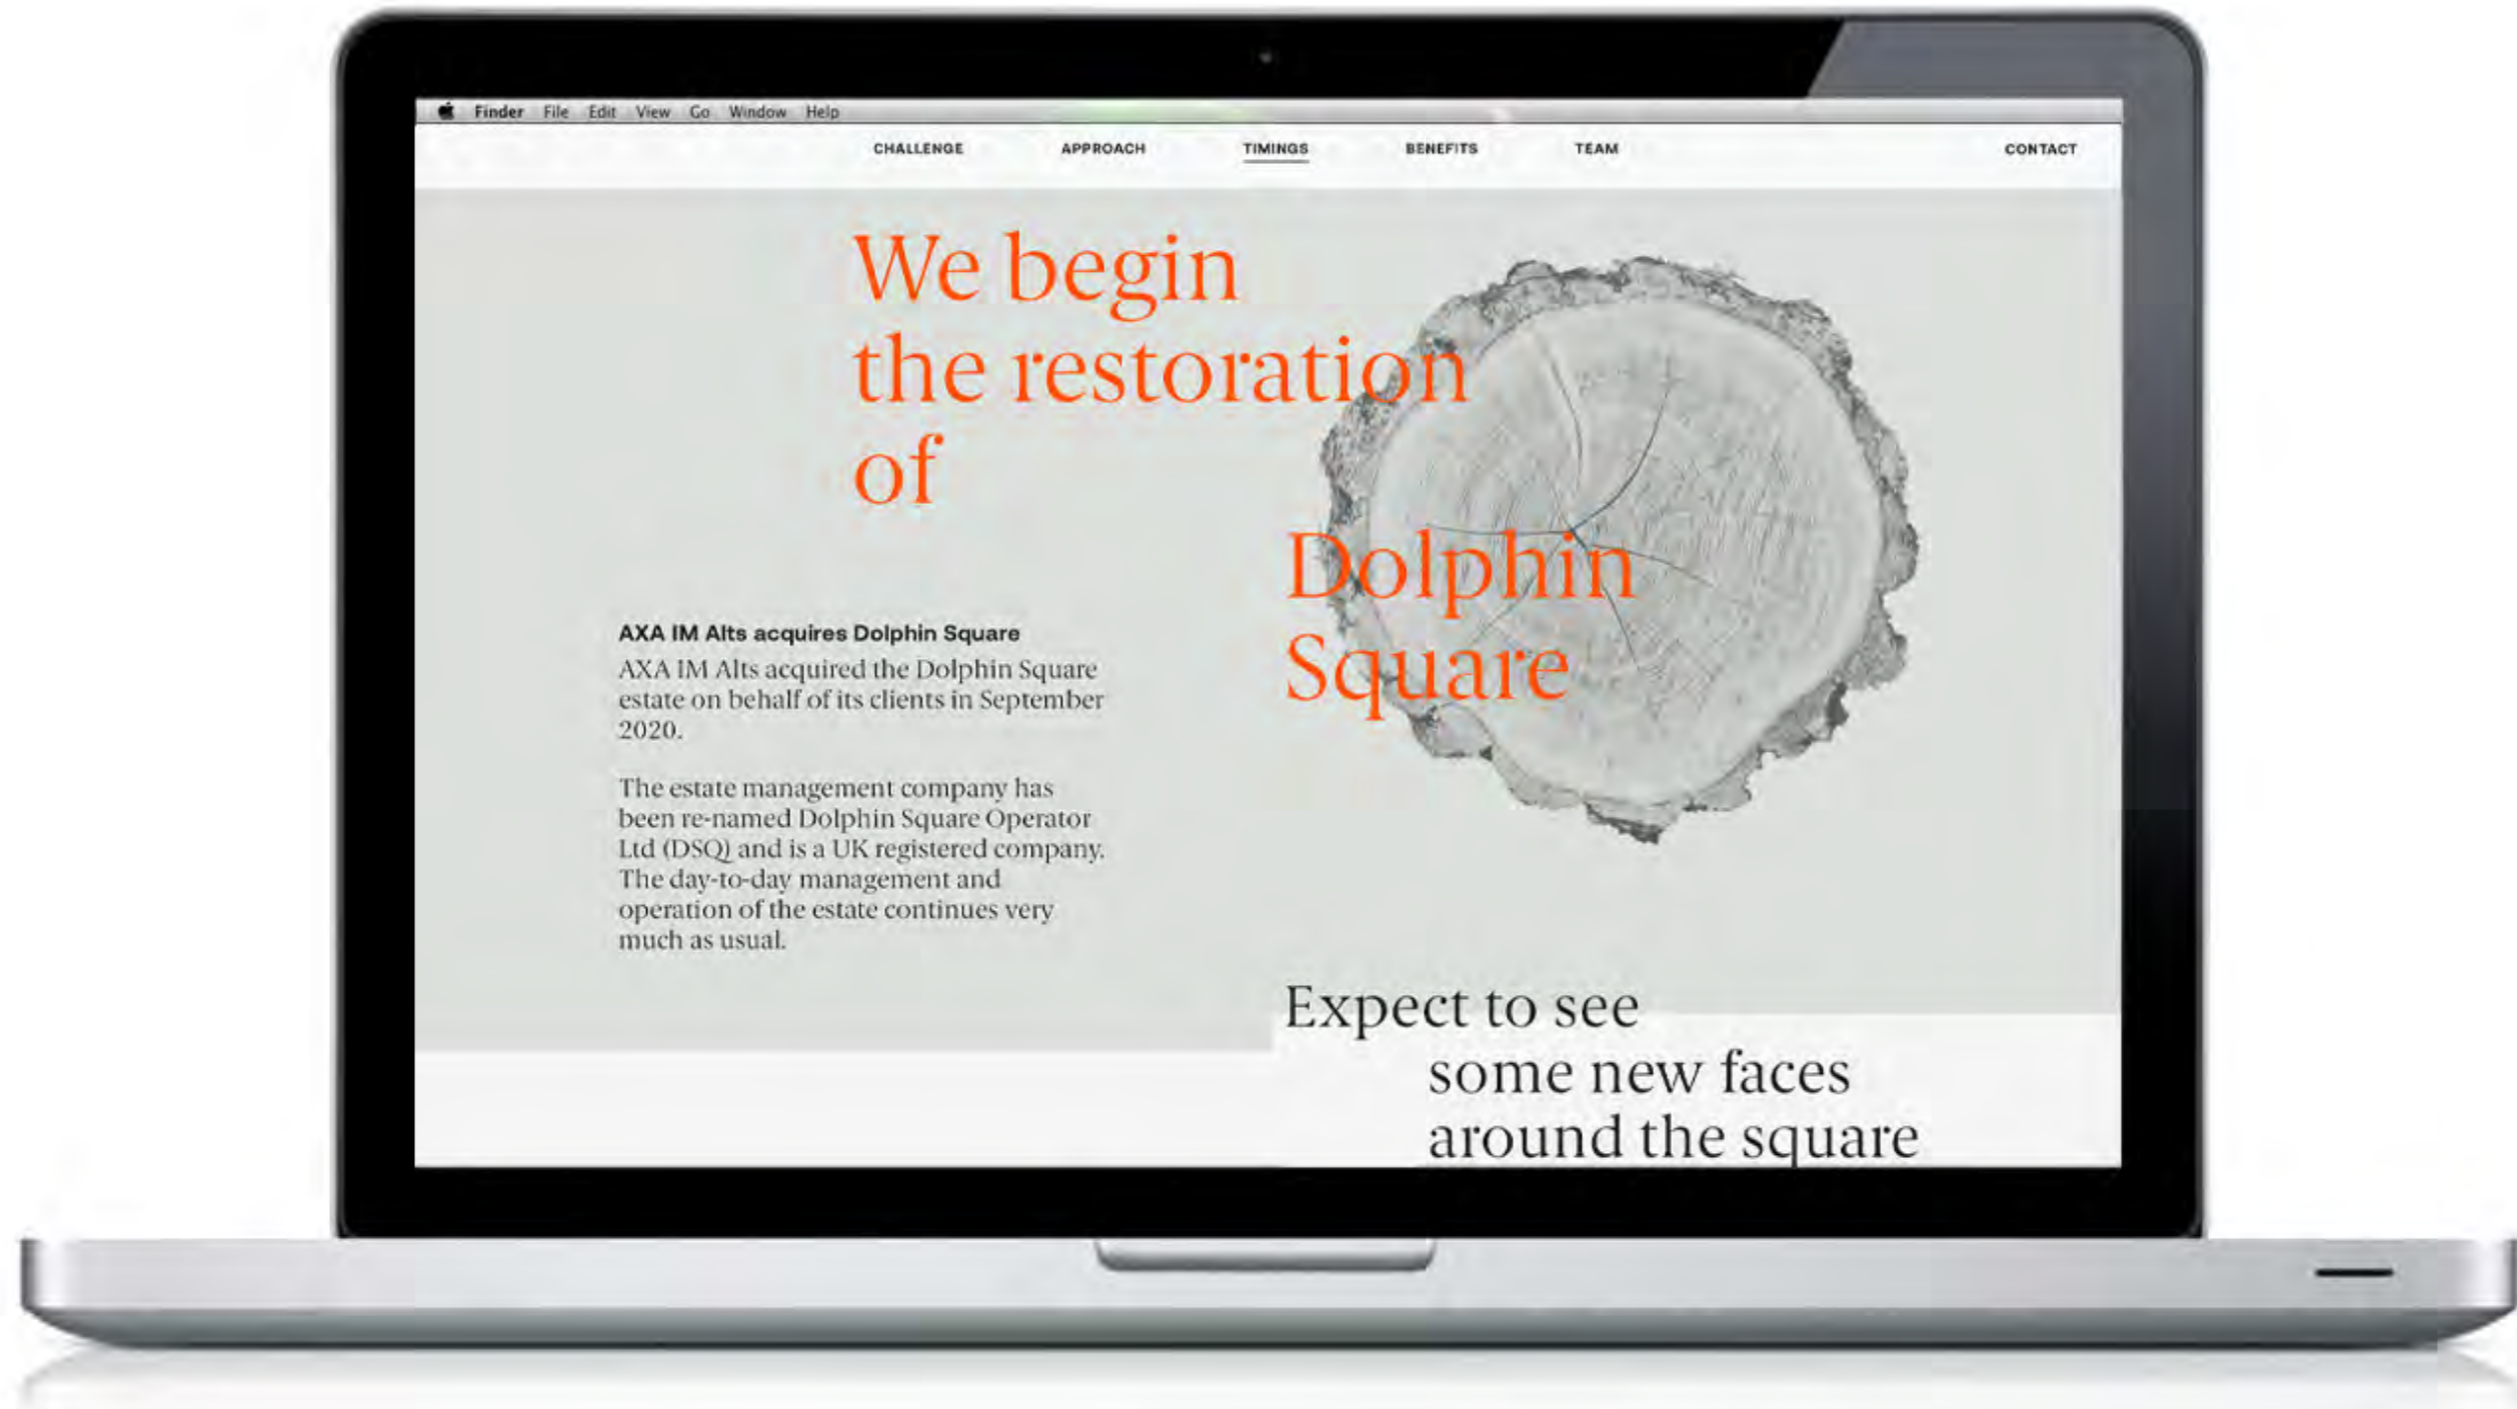 Finder File Edit View Go Window Help
CHALLENGE APPROACH TIMINGS BENEFITS TEAM CONTACT
We begin
the restoration
of
Dolphin
Square
AXA IM Alts acquires Dolphin Square
AXA IM Alts acquired the Dolphin Square
estate on behalf of its clients in September
2020.
The estate management company has
been re-named Dolphin Square Operator
Ltd (DSQ) and is a UK registered company.
The day-to-day management and
operation of the estate continues very
much as usual.
Expect to see
some new faces
around the square